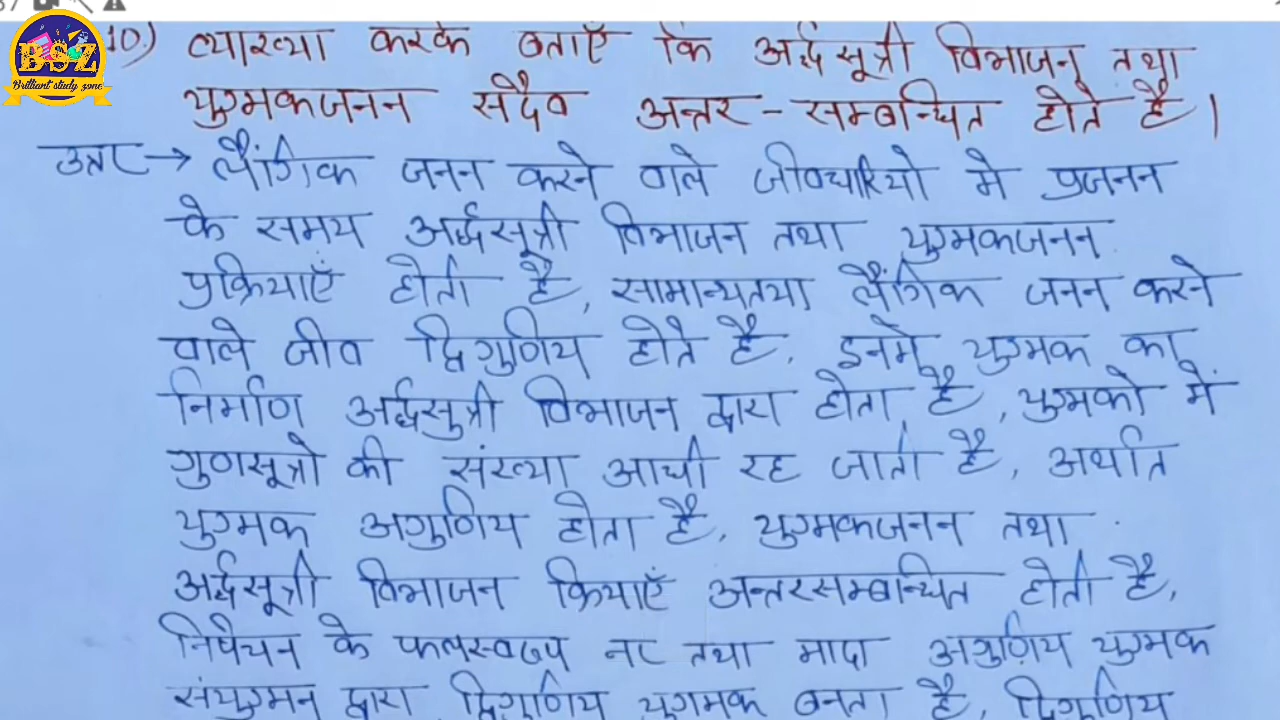 BSZ
Brilliant study zone
10.) व्याख्या करके बताएँ कि अर्द्धसूत्री विभाजन तथा
युग्मकजनन सदैव अन्तर-सम्बन्धित होते है।
उत्तर → लैंगिक जनन करने वाले जीवधारियो मे प्रजनन
के समय अर्द्धसूत्री विभाजन तथा युग्मकजनन
प्रक्रियाएँ होती है, सामान्यतया लैंगिक जनन करने
वाले जीव द्विगुणिय होते है. इनमे युग्मक का
निर्माण अर्द्धसुत्री विभाजन द्वारा होता है, युग्मको में
गुणसूत्रो की संख्या आधी रह जाती है, अर्थात
युग्मक अगुणिय होता है, युग्मकजनन तथा
अर्द्धसूत्री विभाजन क्रियाएँ अन्तरसम्बन्धित होती है,
निषेचन के फलस्वरूप नर तथा मादा अगुणिय युग्मक
संयुग्मन द्वारा द्विगुणिय युगमक बनता है, द्विगुणिय